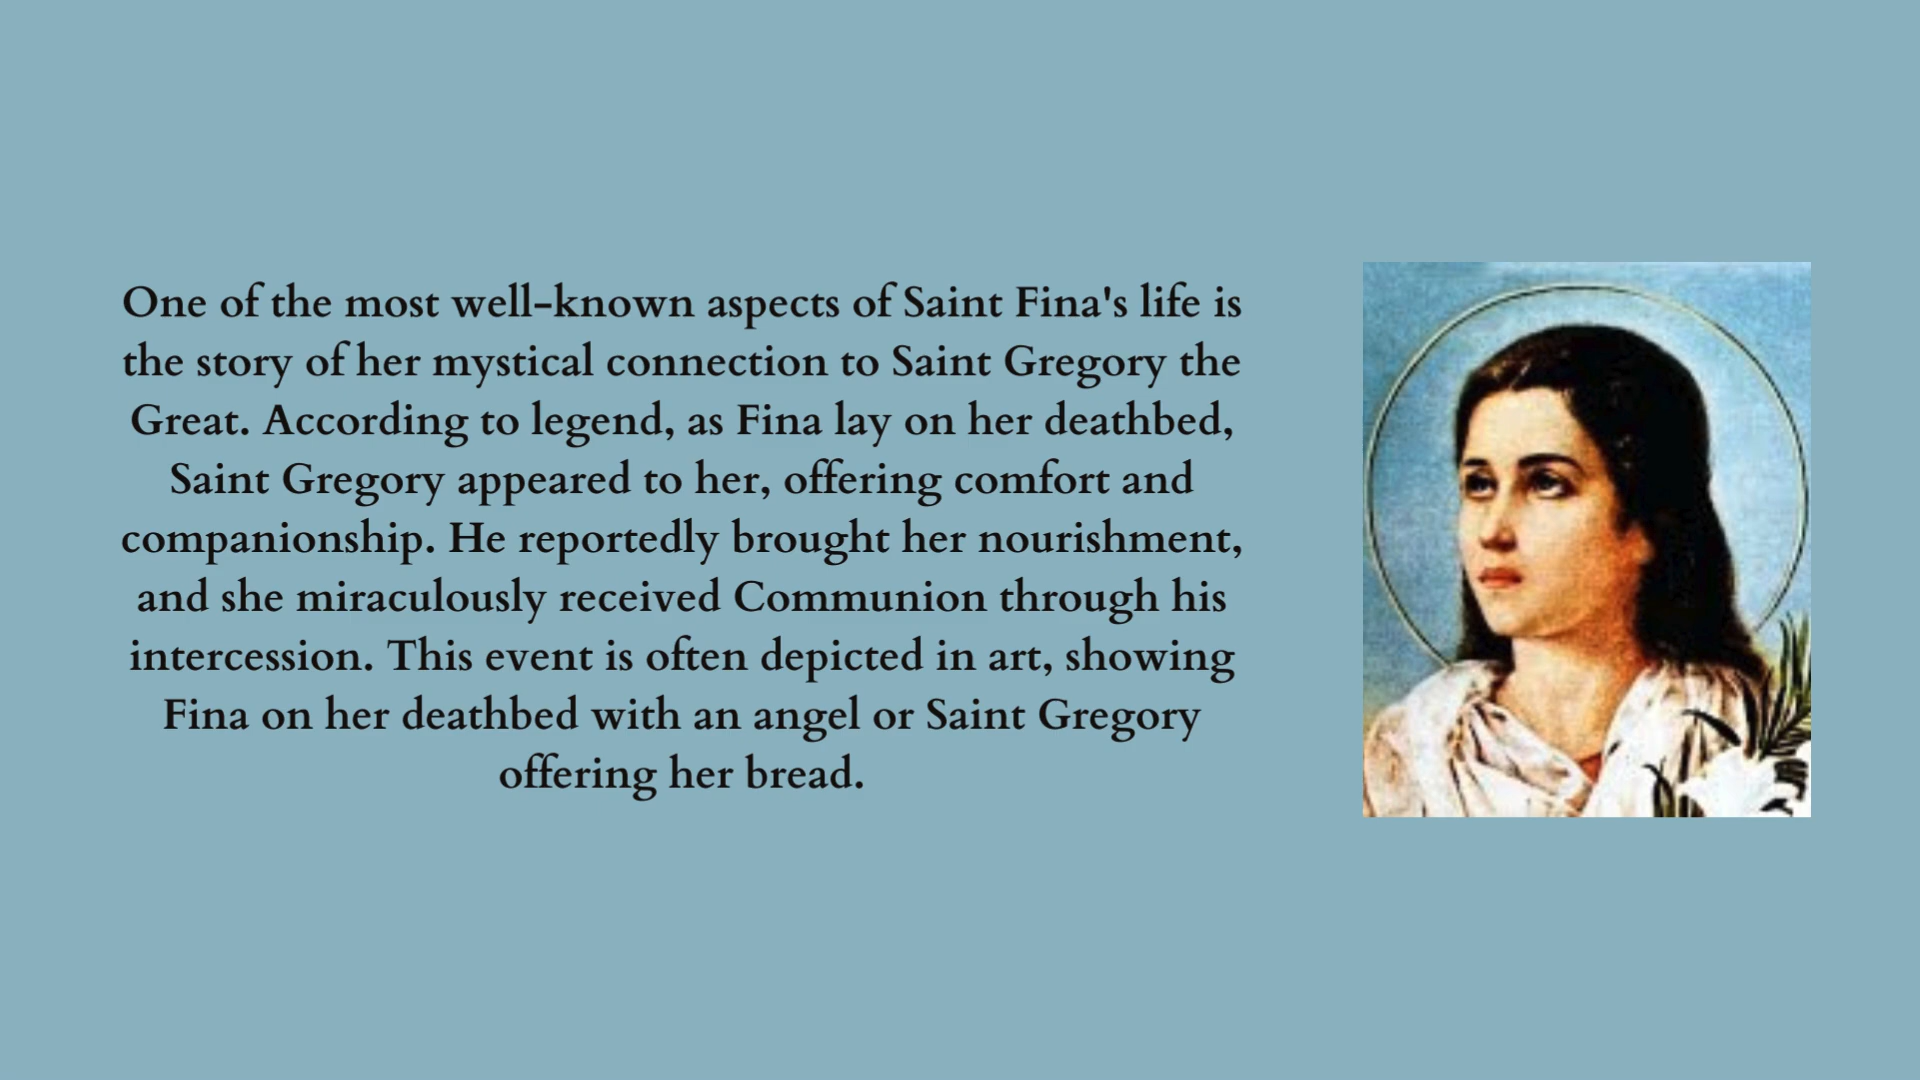 One of the most well-known aspects of Saint Fina's life is
the story of her mystical connection to Saint Gregory the
Great. According to legend, as Fina lay on her deathbed,
Saint Gregory appeared to her, offering comfort and
companionship. He reportedly brought her nourishment,
and she miraculously received Communion through his
intercession. This event is often depicted in art, showing
Fina on her deathbed with an angel or Saint Gregory
offering her bread.